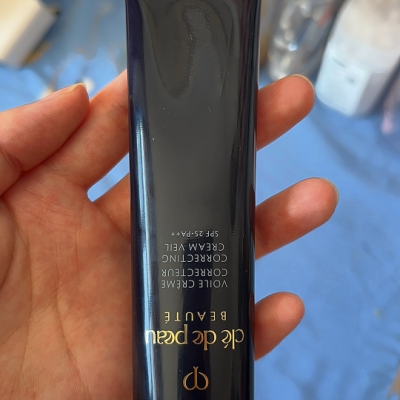 clé de peau
BEAUTÉ
VOILE CRÈME
CORRECTEUR
CORRECTING
CREAM VEIL
SPF 25·PA++